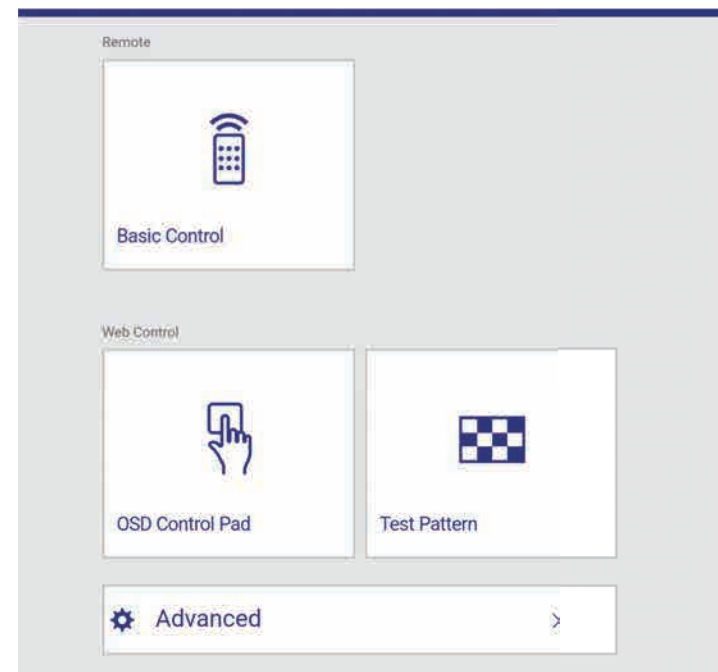 Remote
Basic Control
Web Control
OSD Control Pad
Test Pattern
Advanced